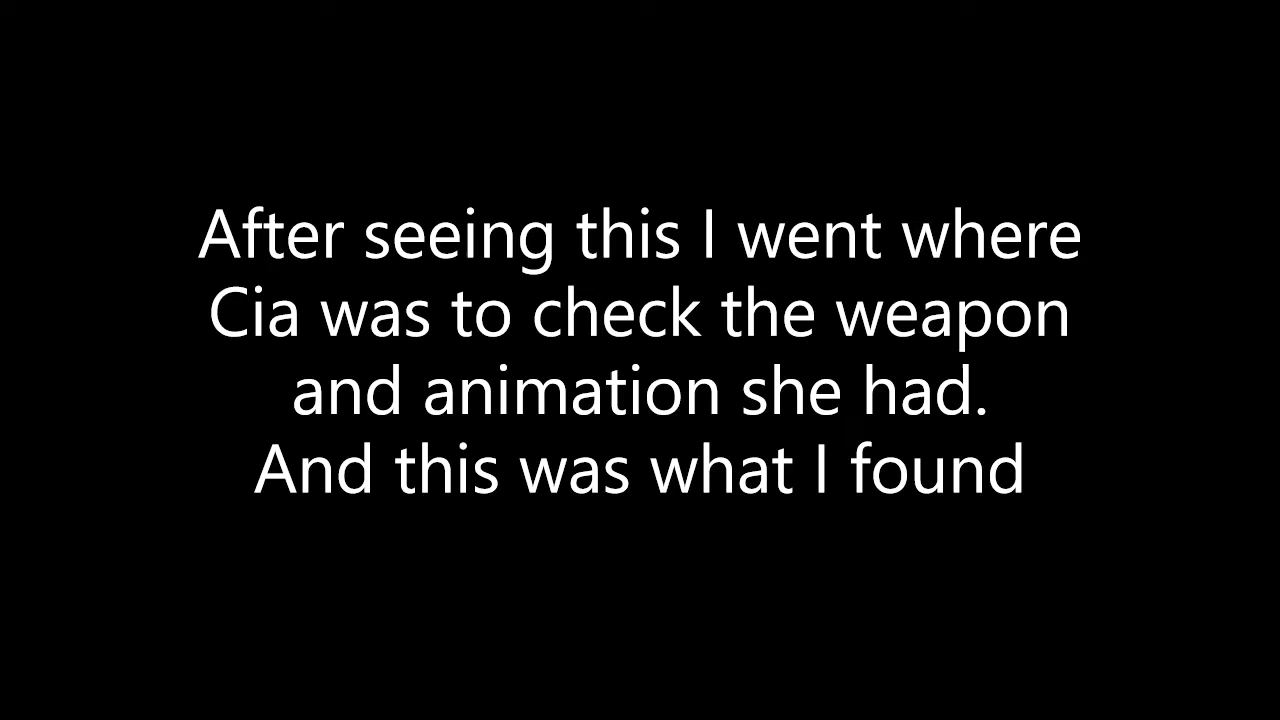 After seeing this I went where
Cia was to check the weapon
and animation she had.
And this was what I found